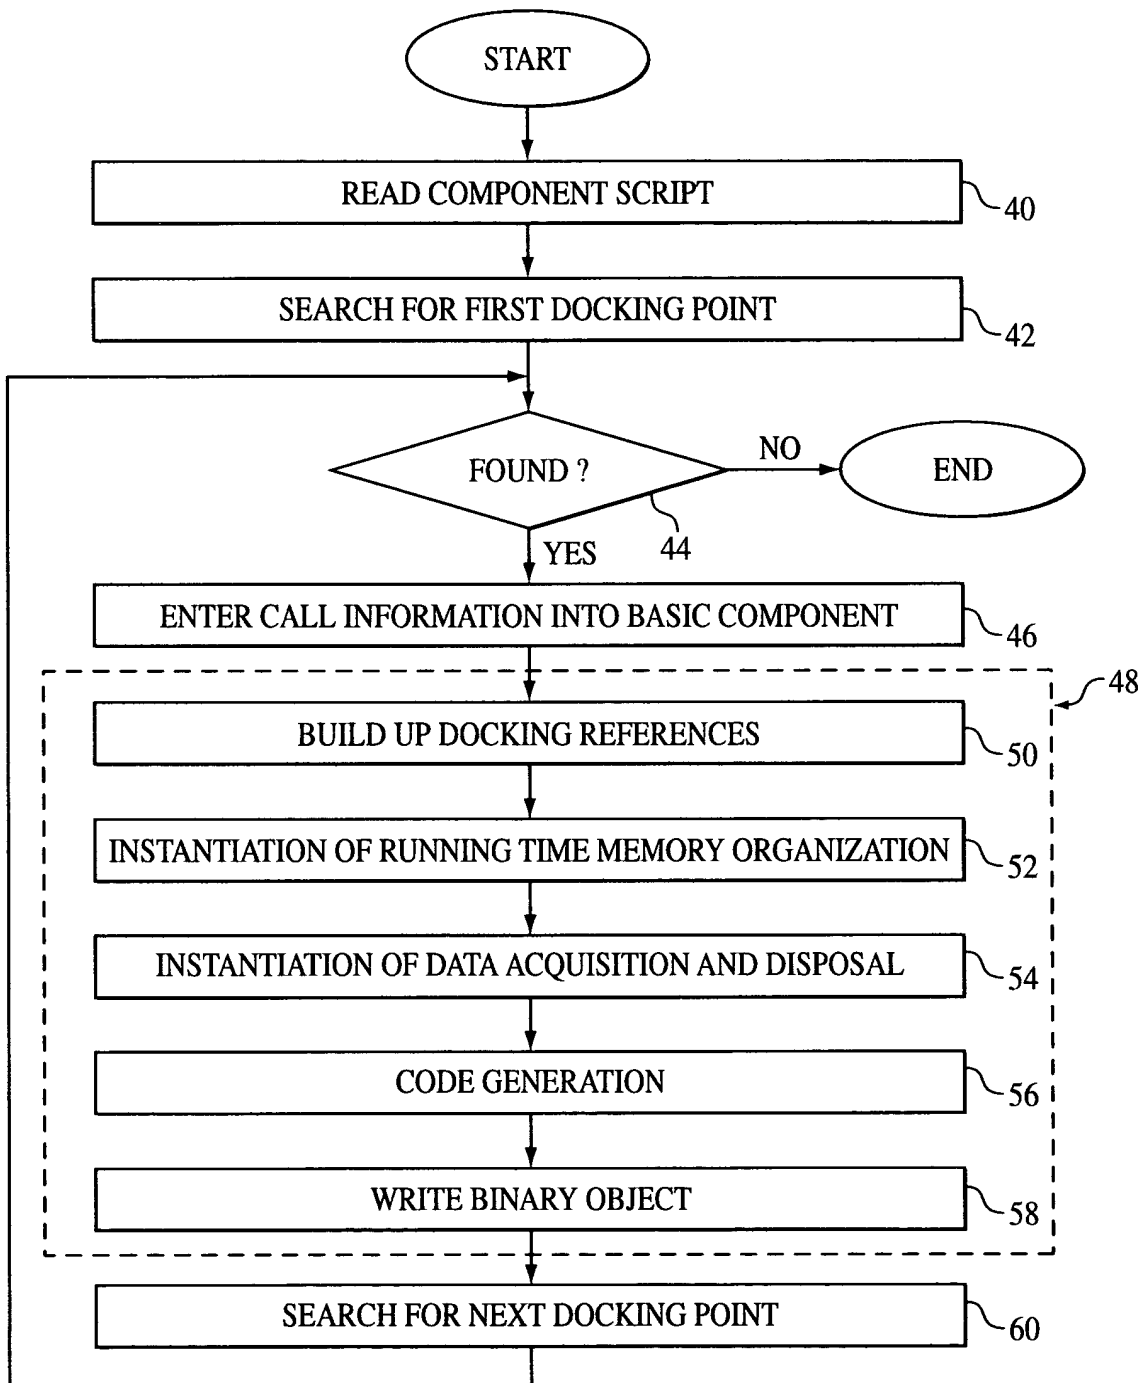 START
READ COMPONENT SCRIPT
40
SEARCH FOR FIRST DOCKING POINT
42
FOUND ?
NO
END
44
YES
ENTER CALL INFORMATION INTO BASIC COMPONENT
46
48
BUILD UP DOCKING REFERENCES
50
INSTANTIATION OF RUNNING TIME MEMORY ORGANIZATION
52
INSTANTIATION OF DATA ACQUISITION AND DISPOSAL
54
CODE GENERATION
56
WRITE BINARY OBJECT
58
SEARCH FOR NEXT DOCKING POINT
60